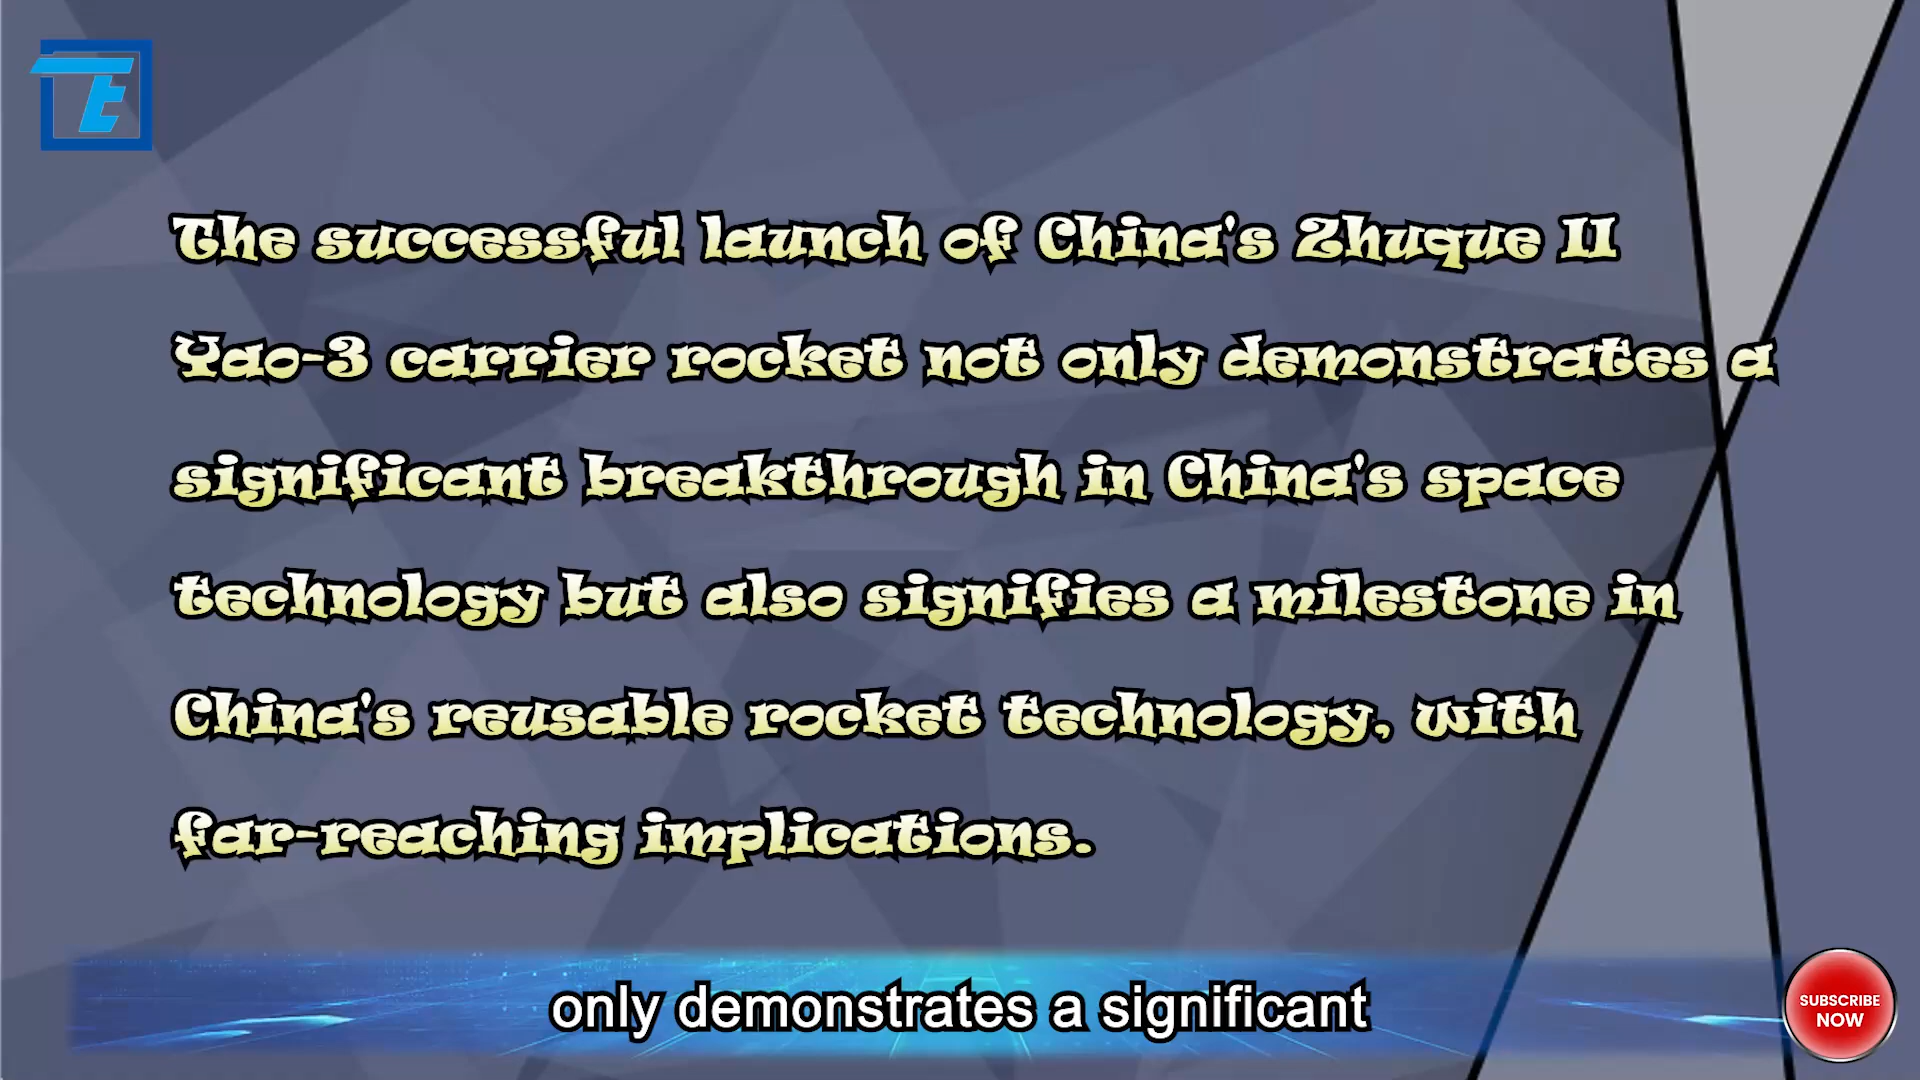 The successful launch of China's Zhuque II
Yao-3 carrier rocket not only demonstrates a
significant breakthrough in China's space
technology but also signifies a milestone in
China's reusable rocket technology, with
far-reaching implications.
only demonstrates a significant
SUBSCRIBE
NOW